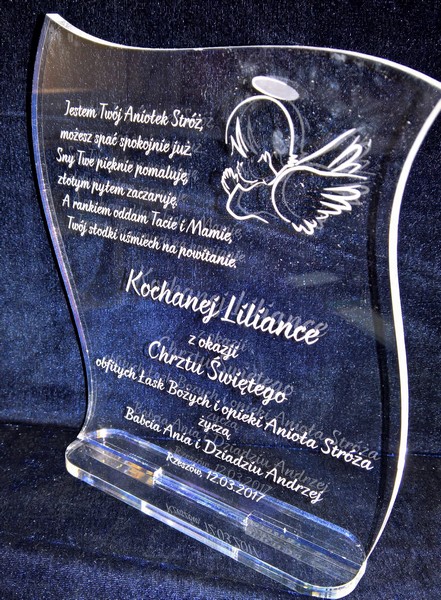 Jestem Twój Aniołek Stróż,
możesz spać spokojnie już
Sny Twe pięknie pomaluję,
złotym pyłem zaczaruję.
A rankiem oddam Tacie i Mamie,
Twój słodki uśmiech na powitanie.
Kochanej Liliance
z okazji
Chrztu Świętego
obfitych Łask Bożych i opieki Anioła Stróża
życzą
Babcia Ania i Dziadziu Andrzej
Rzeszów, 12.03.2017